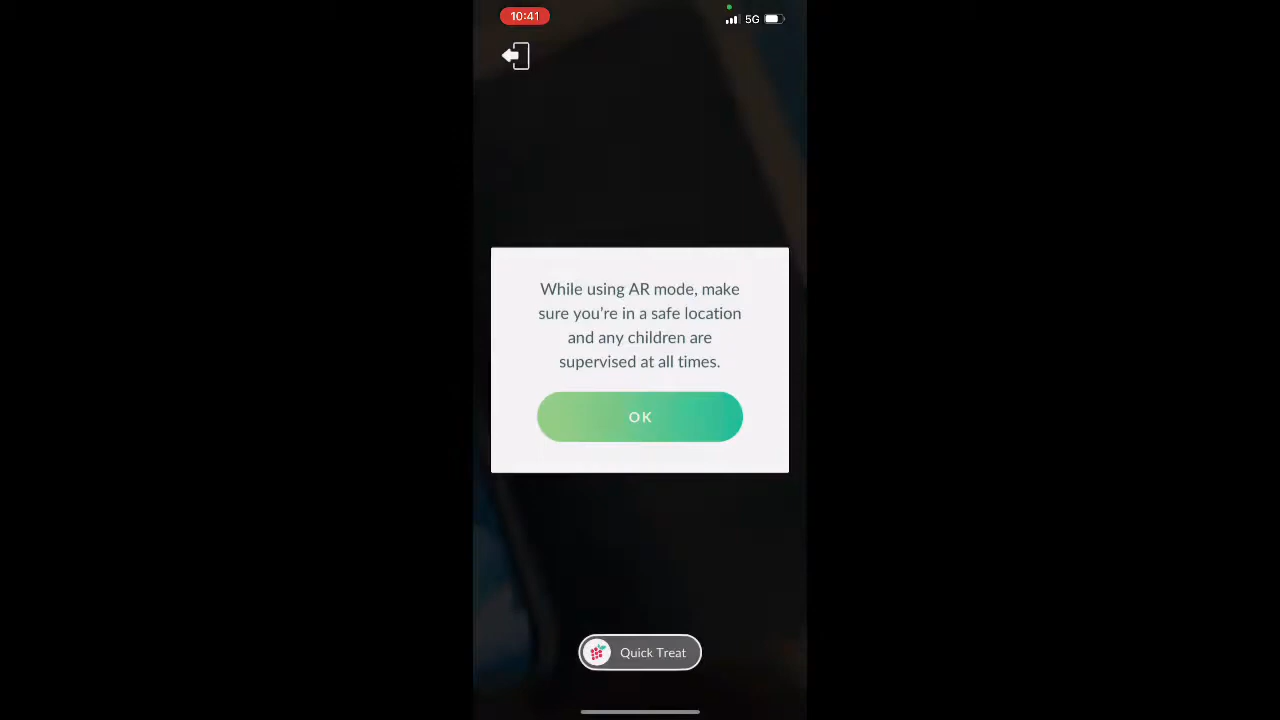 10:41
5G
While using AR mode, make
sure you're in a safe location
and any children are
supervised at all times.
OK
Quick Treat